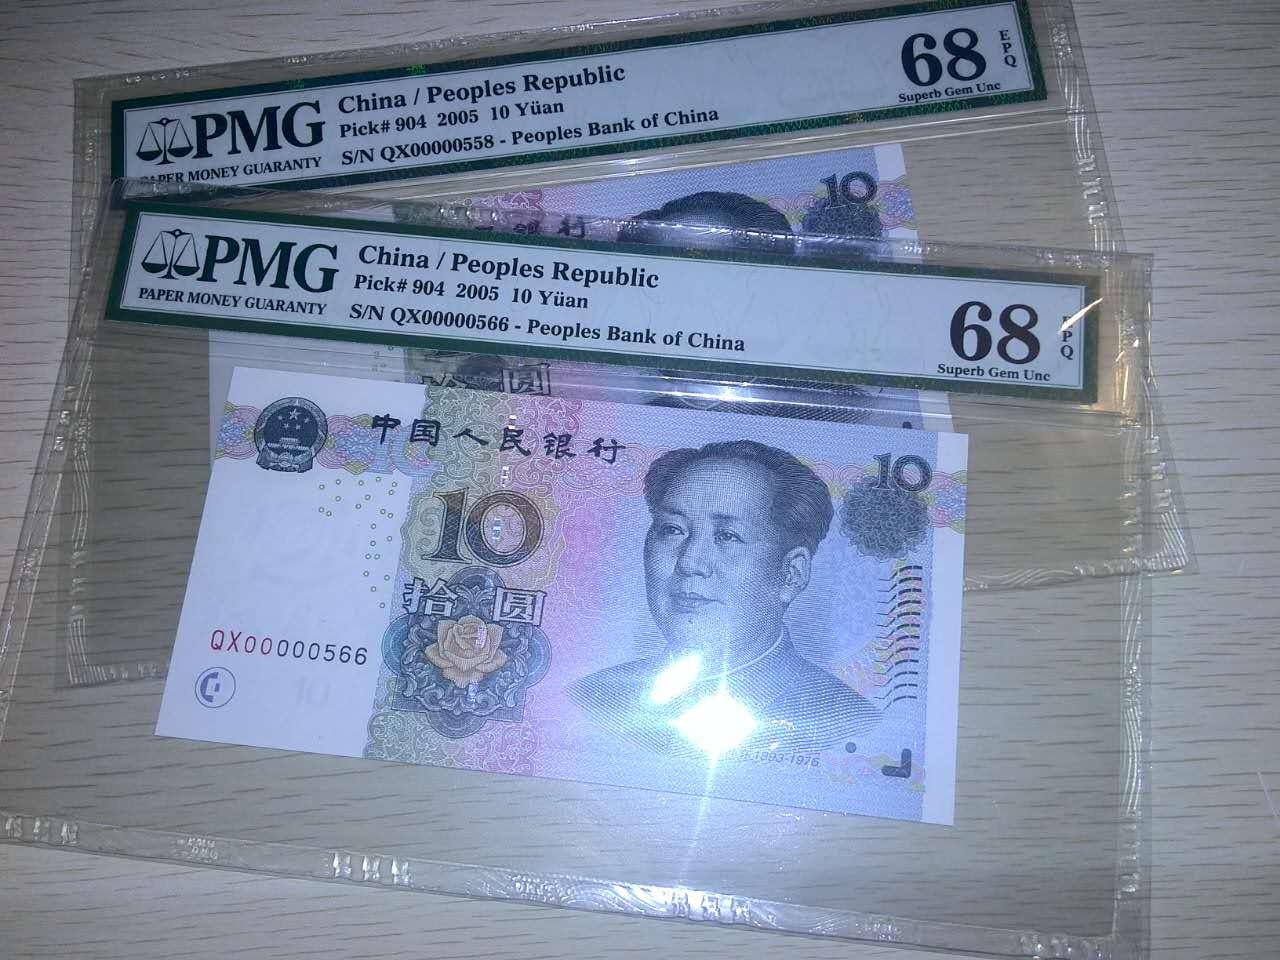 PMG
PAPER MONEY GUARANTY
China / Peoples Republic
Pick# 904 2005 10 Yüan
S/N QX00000558 - Peoples Bank of China
68
EPQ
Superb Gem Unc
10
PMG
PAPER MONEY GUARANTY
China / Peoples Republic
Pick# 904 2005 10 Yüan
S/N QX00000566 - Peoples Bank of China
68
EPQ
Superb Gem Unc
圆
中国人民银行
10
10
拾圆
QX00000566
1893-1976